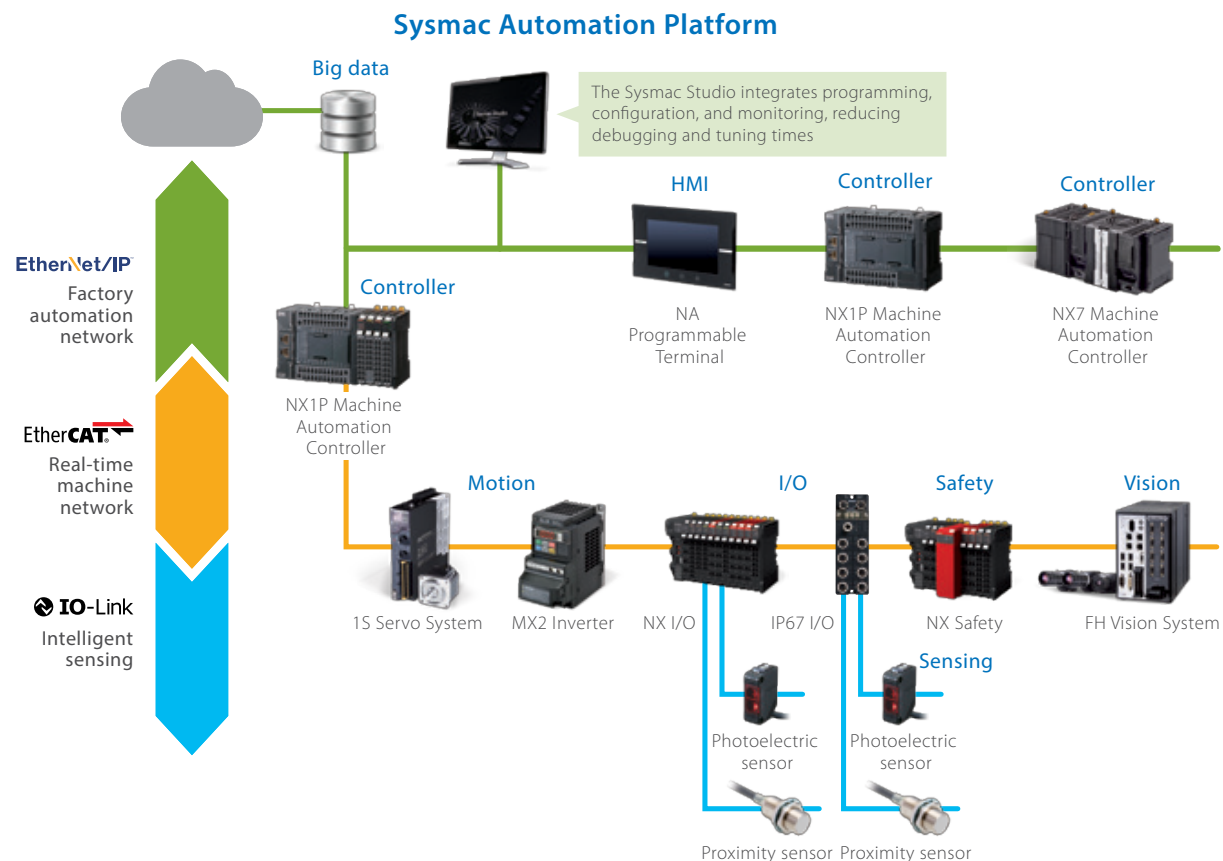 Sysmac Automation Platform
Big data
The Sysmac Studio integrates programming,
configuration, and monitoring, reducing
debugging and tuning times
HMI
Controller
Controller
EtherNet/IP
Factory
automation
network
Controller
NA
Programmable
Terminal
NX1P Machine
Automation
Controller
NX7 Machine
Automation
Controller
NX1P Machine
Automation
Controller
EtherCAT®
Real-time
machine
network
Motion
I/O
Safety
Vision
IO-Link
Intelligent
sensing
1S Servo System
MX2 Inverter
NX I/O
IP67 I/O
NX Safety
FH Vision System
Sensing
Photoelectric
sensor
Photoelectric
sensor
Proximity sensor
Proximity sensor